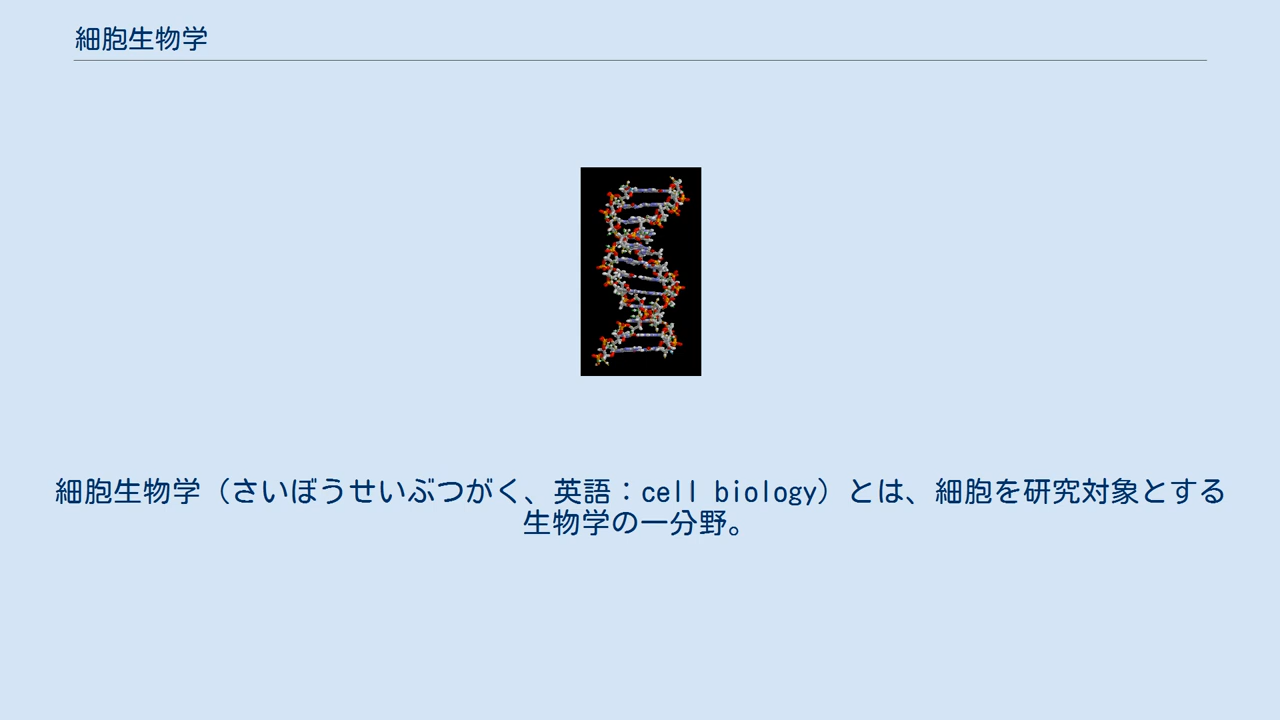 細胞生物学
細胞生物学（さいぼうせいぶつがく、英語：cell biology）とは、細胞を研究対象とする
生物学の一分野。